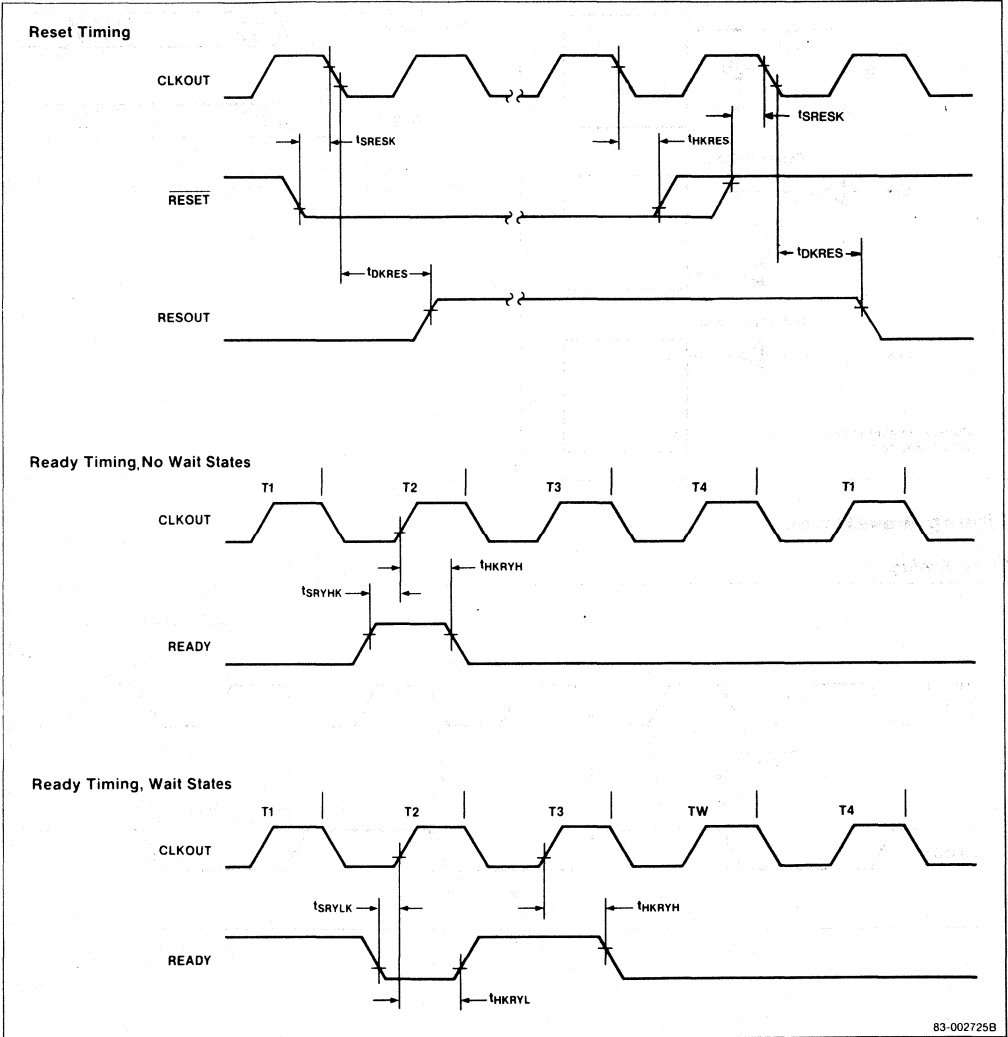 Reset Timing
CLKOUT
tSRESK
tSRESK
tHKRES
RESET
tDKRES
tDKRES
RESOUT
Ready Timing, No Wait States
T1 T2 T3 T4 T1
CLKOUT
tHKRYH
tSRYHK
READY
Ready Timing, Wait States
T1 T2 T3 TW T4
CLKOUT
tSRYLK
tHKRYH
READY
tHKRYL
83-002725B